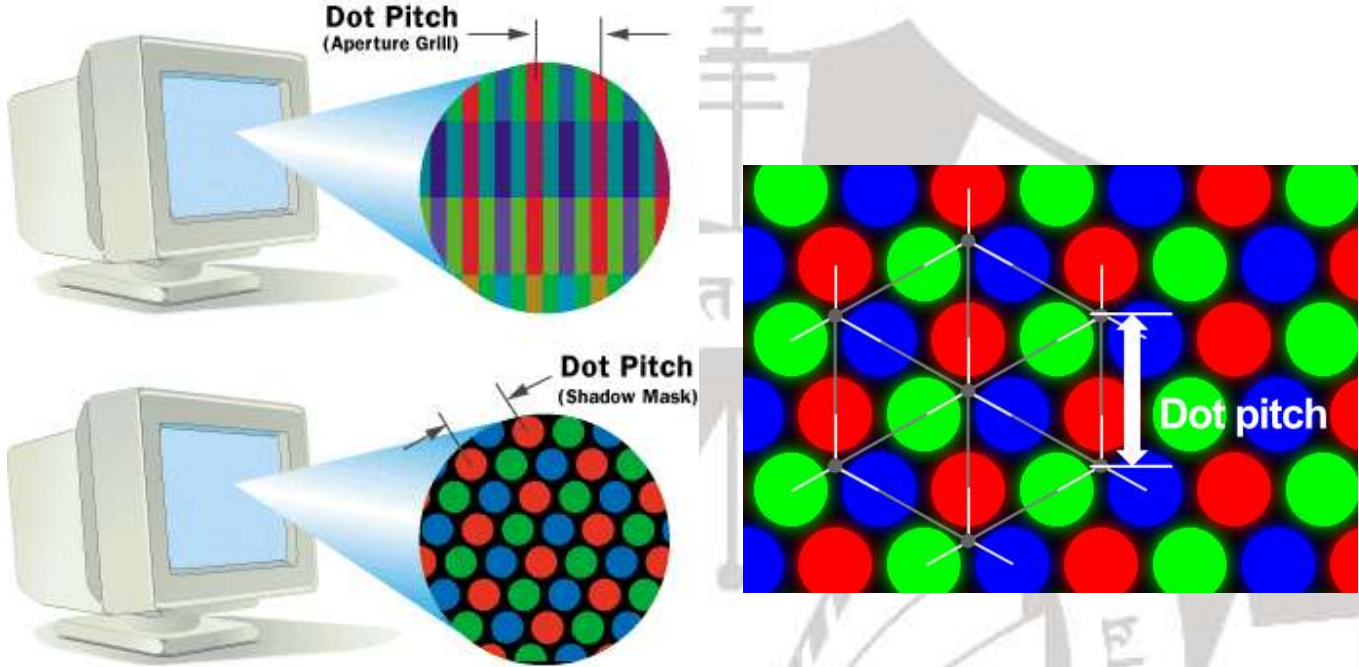 Dot Pitch
(Aperture Grill)
Dot Pitch
(Shadow Mask)
Dot pitch
त